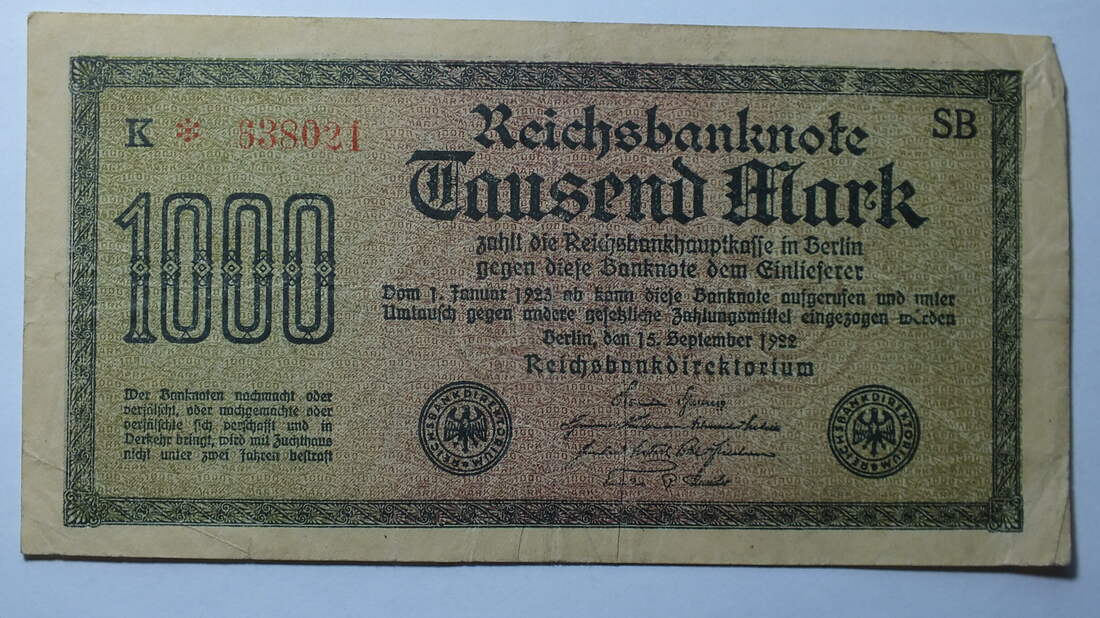 K * 638021
SB
1000
Reichsbanknote
Tausend Mark
zahlt die Reichsbankhauptkasse in Berlin
gegen diese Banknote dem Einlieferer
Vom 1. Januar 1923 ab kann diese Banknote aufgerufen und unter
Umtausch gegen andere gesetzliche Zahlungsmittel eingezogen werden
Berlin, den 15. September 1922
Reichsbankdirektorium
Wer Banknoten nachmacht oder
verfälscht, oder nachgemachte oder
verfälschte sich verschafft und in
Verkehr bringt, wird mit Zuchthaus
nicht unter zwei Jahren bestraft
REICHSBANKDIREKTORIUM
REICHSBANKDIREKTORIUM